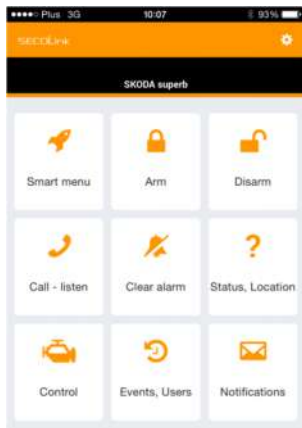 Plus 3G 10:07 93%
SECOLink
SKODA superb
Smart menu Arm Disarm
Call - listen Clear alarm Status, Location
Control Events, Users Notifications